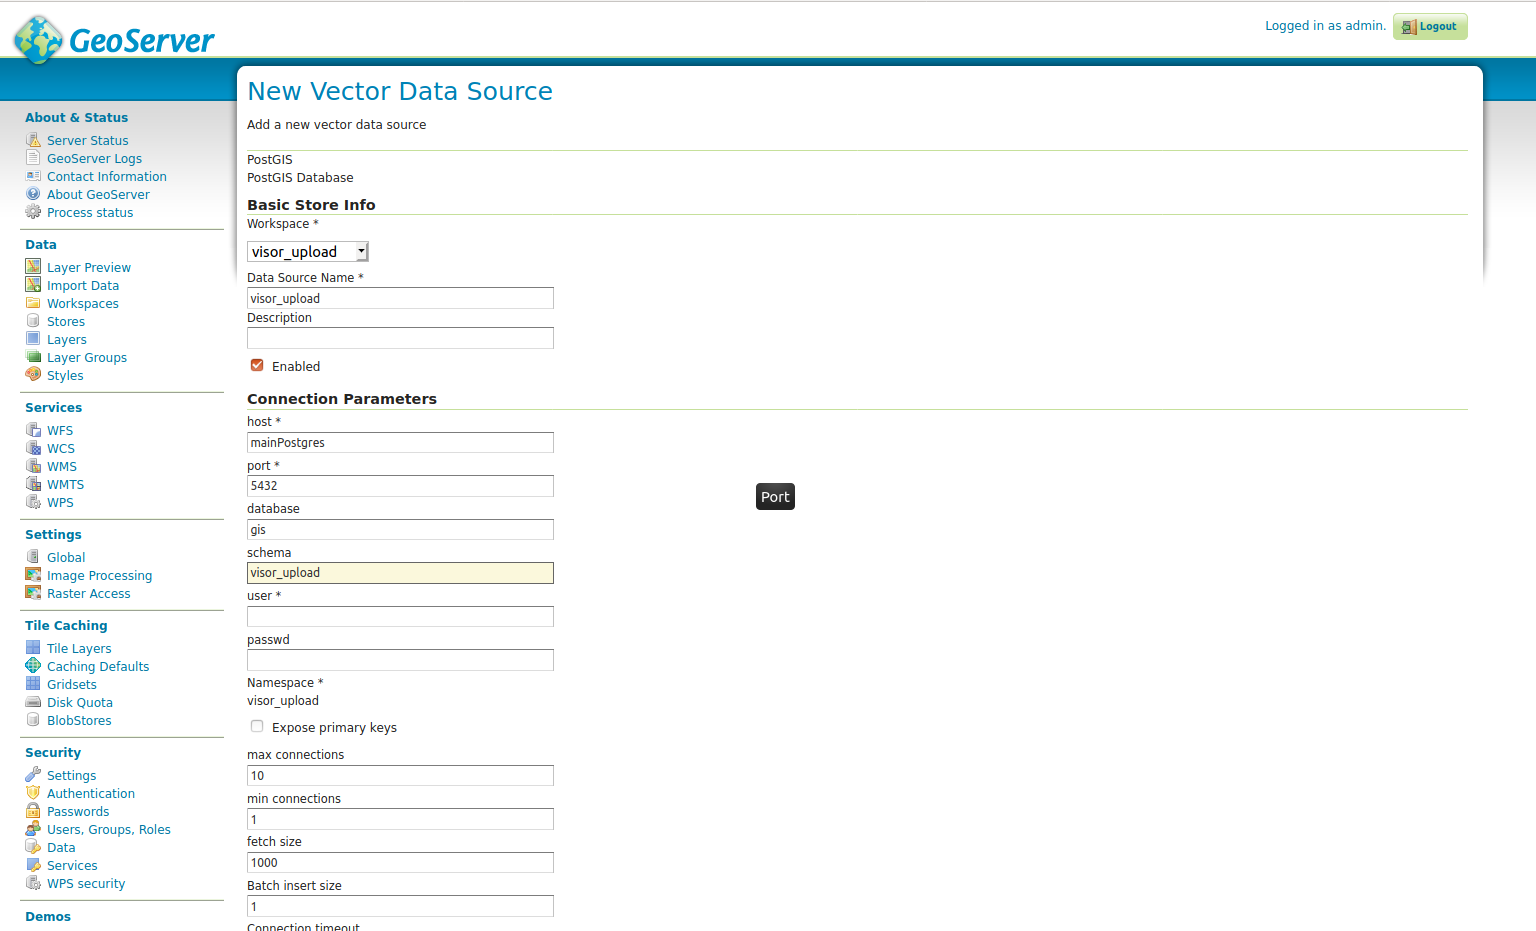 GeoServer
Logged in as admin.
Logout
About & Status
Server Status
GeoServer Logs
Contact Information
About GeoServer
Process status
Data
Layer Preview
Import Data
Workspaces
Stores
Layers
Layer Groups
Styles
Services
WFS
WCS
WMS
WMTS
WPS
Settings
Global
Image Processing
Raster Access
Tile Caching
Tile Layers
Caching Defaults
Gridsets
Disk Quota
BlobStores
Security
Settings
Authentication
Passwords
Users, Groups, Roles
Data
Services
WPS security
Demos
New Vector Data Source
Add a new vector data source
PostGIS
PostGIS Database
Basic Store Info
Workspace *
visor_upload
Data Source Name *
visor_upload
Description
Enabled
Connection Parameters
host *
mainPostgres
port *
5432
Port
database
gis
schema
visor_upload
user *
passwd
Namespace *
visor_upload
Expose primary keys
max connections
10
min connections
1
fetch size
1000
Batch insert size
1
Connection timeout